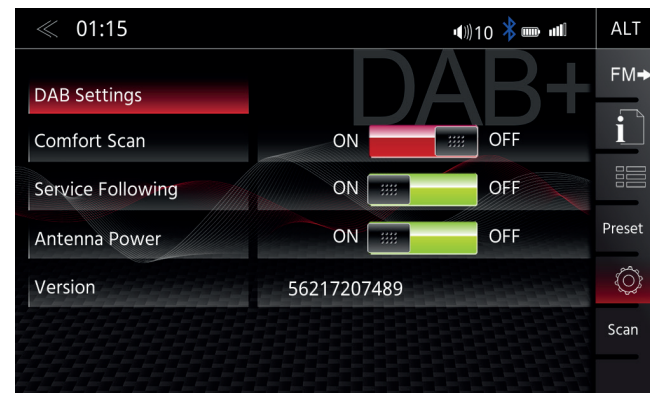 01:15
10
ALT
DAB+
FM
i
DAB Settings
Comfort Scan ON OFF
Service Following ON OFF
Antenna Power ON OFF
Preset
Version 56217207489
Scan